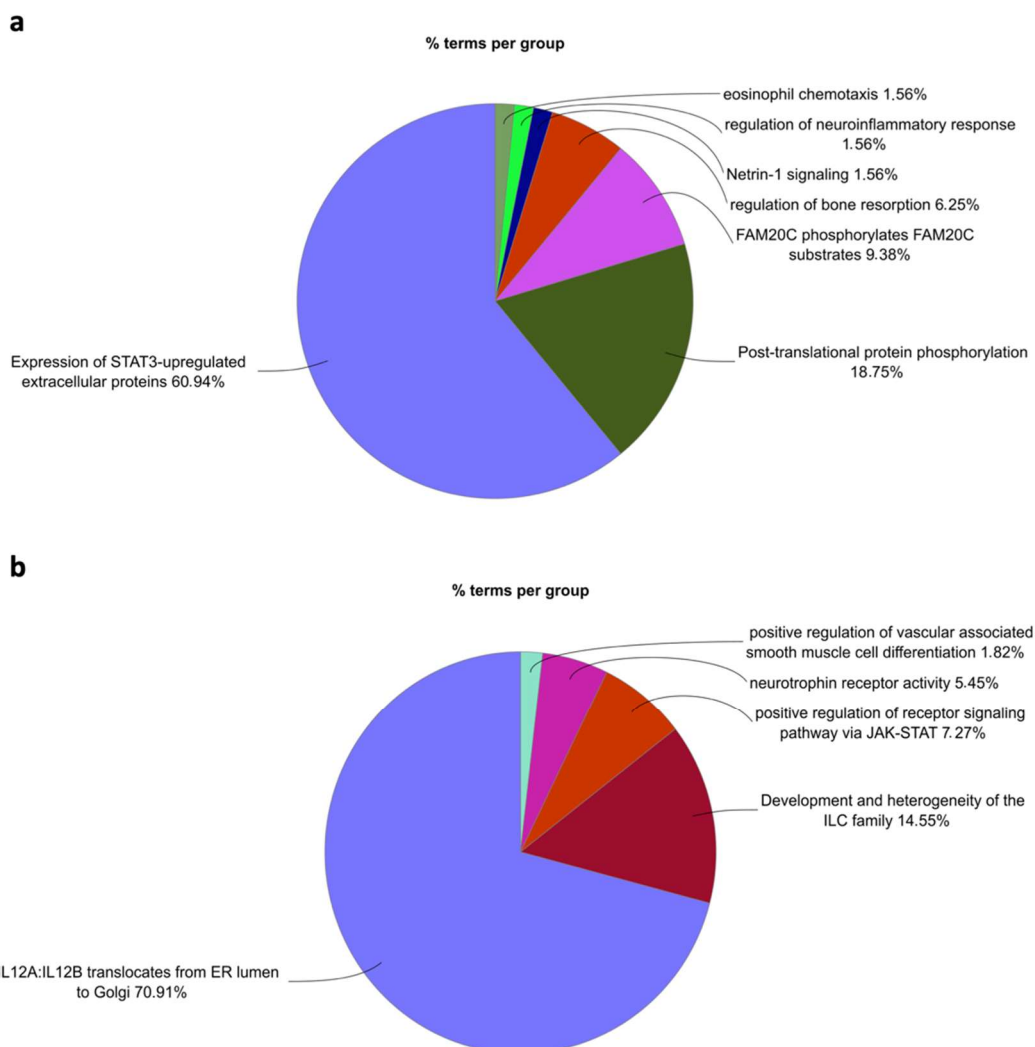 a
% terms per group
eosinophil chemotaxis 1.56%
regulation of neuroinflammatory response
1.56%
Netrin-1 signaling 1.56%
regulation of bone resorption 6.25%
FAM20C phosphorylates FAM20C
substrates 9.38%
Post-translational protein phosphorylation
18.75%
Expression of STAT3-upregulated
extracellular proteins 60.94%
b
% terms per group
positive regulation of vascular associated
smooth muscle cell differentiation 1.82%
neurotrophin receptor activity 5.45%
positive regulation of receptor signaling
pathway via JAK-STAT 7.27%
Development and heterogeneity of the
ILC family 14.55%
IL12A:IL12B translocates from ER lumen
to Golgi 70.91%